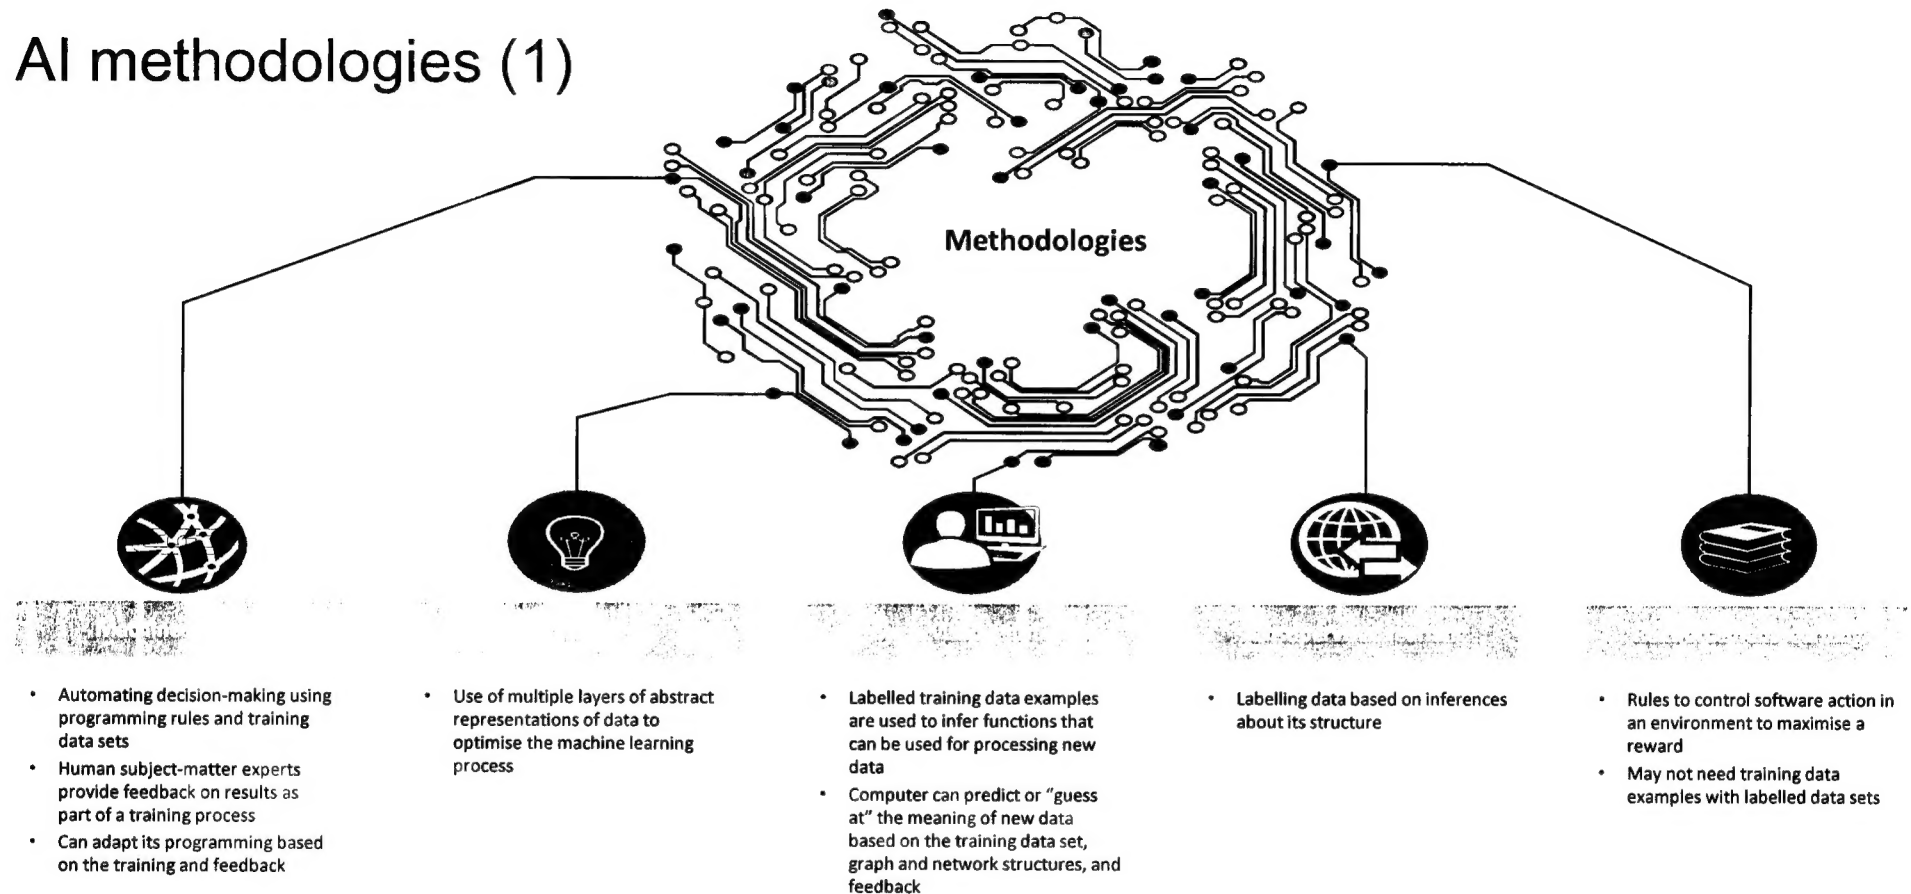 AI methodologies (1)
Methodologies
• Automating decision-making using
programming rules and training
data sets
• Human subject-matter experts
provide feedback on results as
part of a training process
• Can adapt its programming based
on the training and feedback
• Use of multiple layers of abstract
representations of data to
optimise the machine learning
process
• Labelled training data examples
are used to infer functions that
can be used for processing new
data
• Computer can predict or "guess
at" the meaning of new data
based on the training data set,
graph and network structures, and
feedback
• Labelling data based on inferences
about its structure
• Rules to control software action in
an environment to maximise a
reward
• May not need training data
examples with labelled data sets